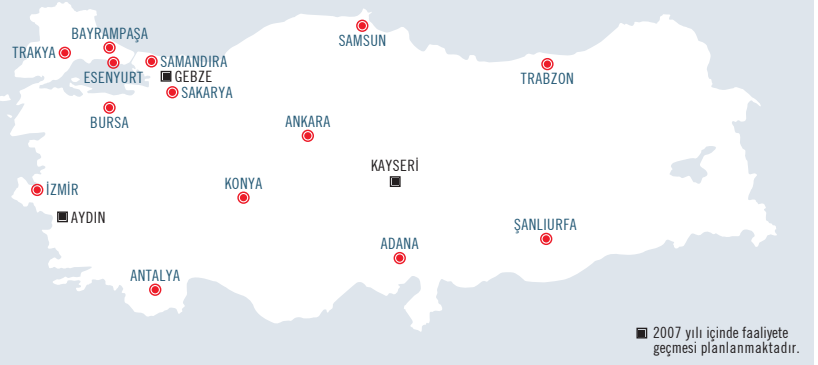 BAYRAMPAŞA
TRAKYA
ESENYURT
SAMANDIRA
GEBZE
SAKARYA
BURSA
SAMSUN
TRABZON
ANKARA
KAYSERİ
İZMİR
AYDIN
KONYA
ŞANLIURFA
ADANA
ANTALYA
2007 yılı içinde faaliyete
geçmesi planlanmaktadır.